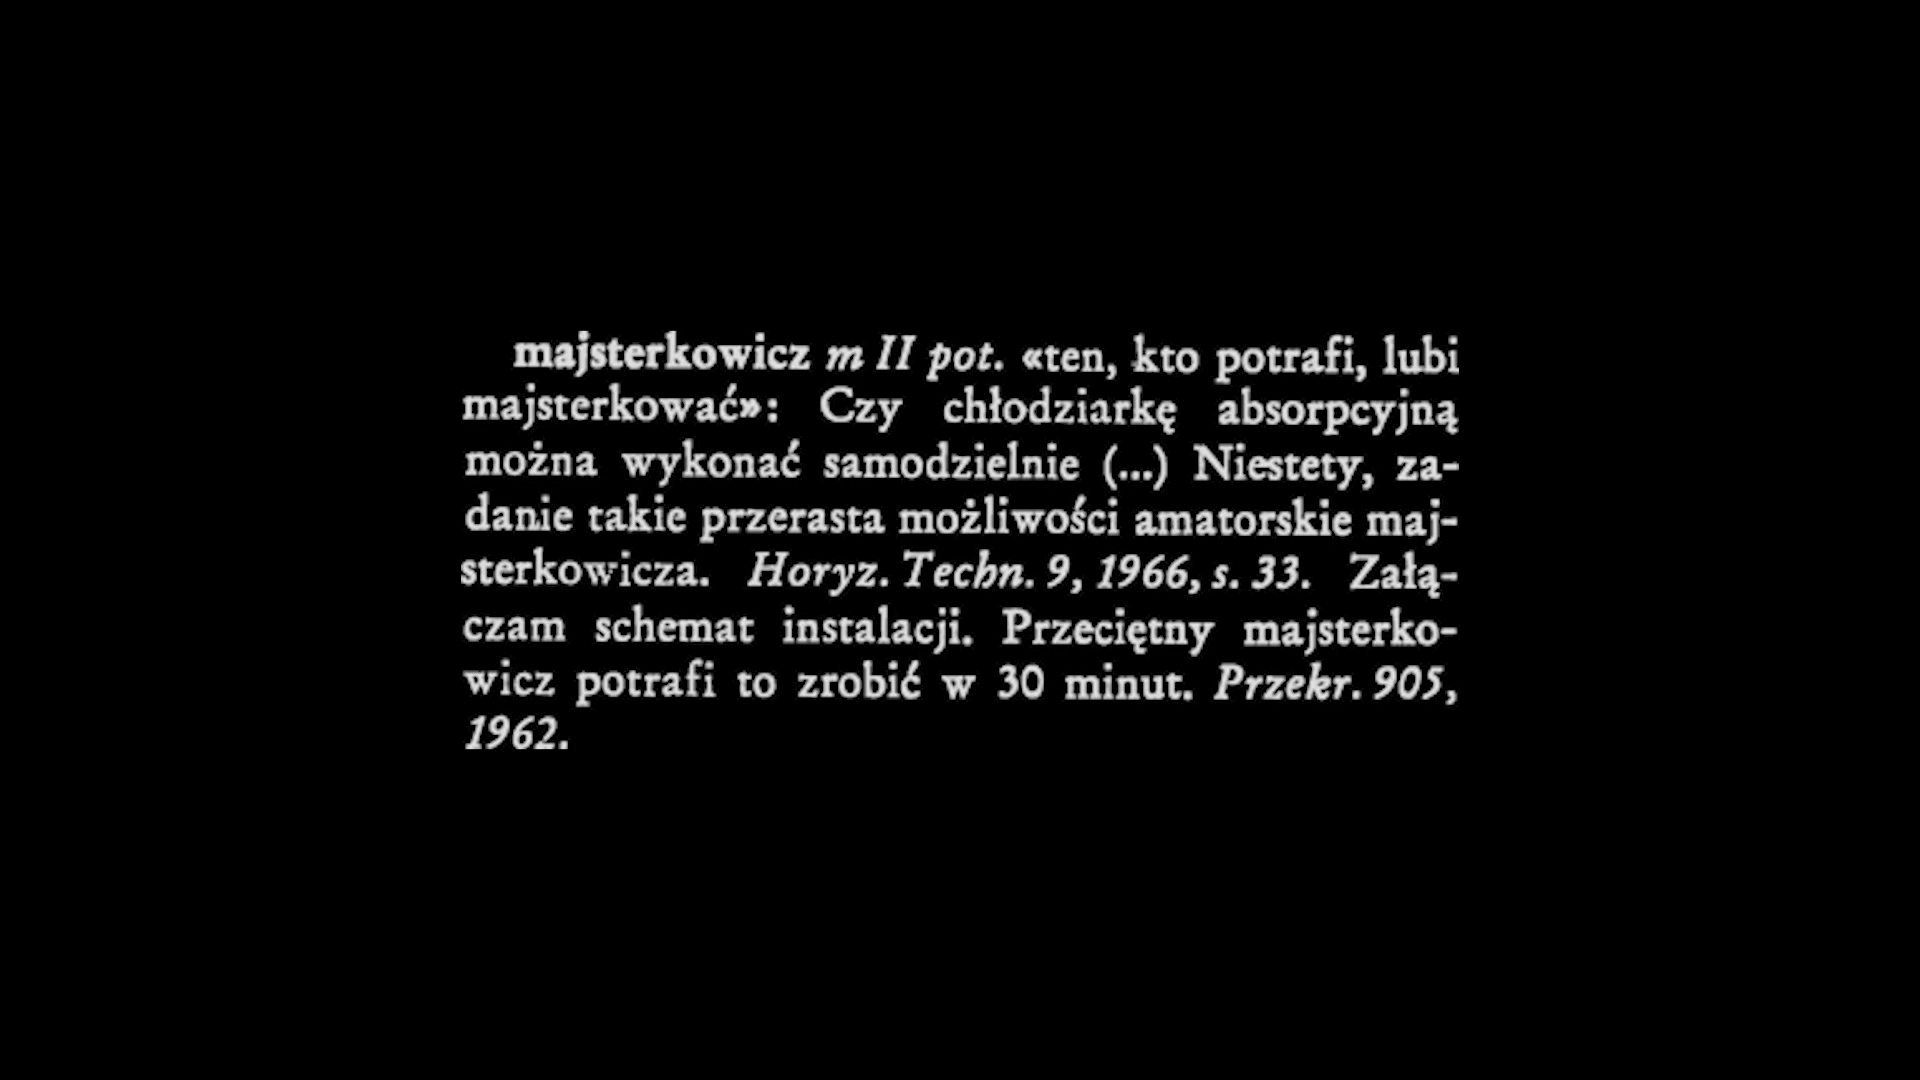 majsterkowicz m II pot. «ten, kto potrafi, lubi
majsterkować»: Czy chłodziarkę absorpcyjną
można wykonać samodzielnie (...) Niestety, za-
danie takie przerasta możliwości amatorskie maj-
sterkowicza. Horyz. Techn. 9, 1966, s. 33. Załą-
czam schemat instalacji. Przeciętny majsterko-
wicz potrafi to zrobić w 30 minut. Przekr. 905,
1962.